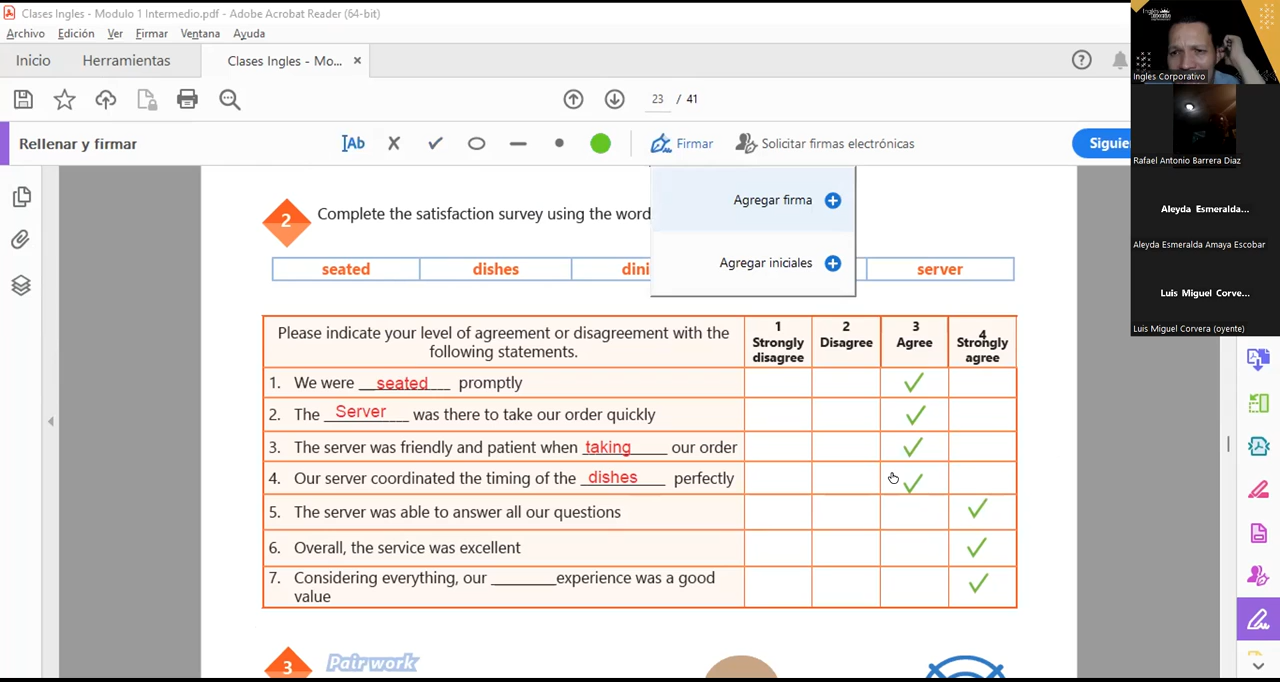 Clases Ingles - Modulo 1 Intermedio.pdf - Adobe Acrobat Reader (64-bit)
Archivo Edición Ver Firmar Ventana Ayuda
Inicio Herramientas Clases Ingles - Mo... ×
23 / 41
Rellenar y firmar
Ab
Firmar
Solicitar firmas electrónicas
Siguie
Agregar firma
Agregar iniciales
2 Complete the satisfaction survey using the word
seated dishes dini server
Please indicate your level of agreement or disagreement with the following statements.
1 Strongly disagree
2 Disagree
3 Agree
4 Strongly agree
1. We were seated promptly
2. The Server was there to take our order quickly
3. The server was friendly and patient when taking our order
4. Our server coordinated the timing of the dishes perfectly
5. The server was able to answer all our questions
6. Overall, the service was excellent
7. Considering everything, our ________experience was a good
value
3 Pair work
Ingles Corporativo
Rafael Antonio Barrera Diaz
Aleyda Esmeralda...
Aleyda Esmeralda Amaya Escobar
Luis Miguel Corve...
Luis Miguel Corvera (oyente)